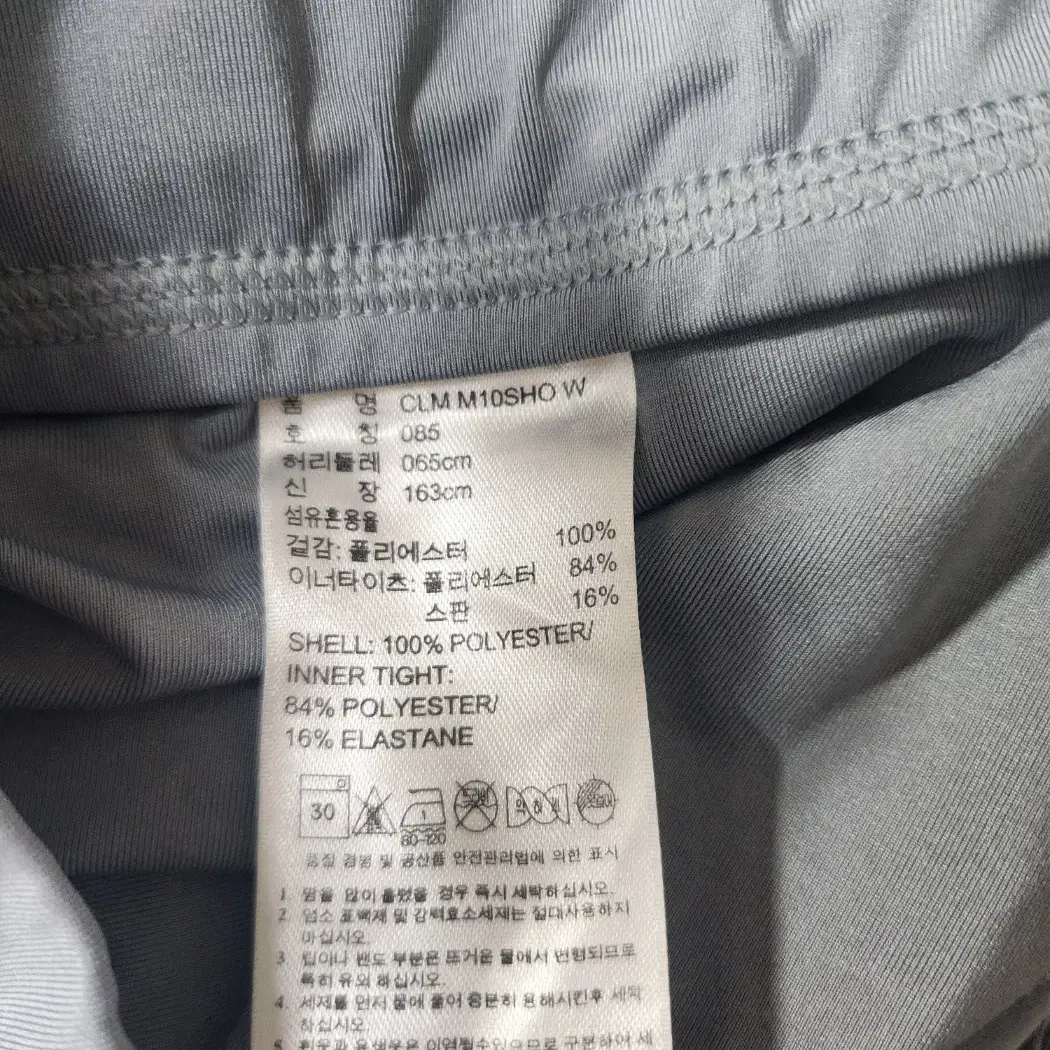 품 명 CLM M10SHO W
호 칭 085
허리둘레 065cm
신 장 163cm
섬유혼용율
겉감: 폴리에스터 100%
이너타이츠: 폴리에스터 84%
스판 16%
SHELL: 100% POLYESTER/
INNER TIGHT:
84% POLYESTER/
16% ELASTANE
30
1
80-120
품질 경영 및 공산품 안전관리법에 의한 표시
1. 땀을 많이 흘렸을 경우 즉시 세탁하십시오.
2. 염소 표백제 및 강력효소세제는 절대사용하지
마십시오.
3. 밴드 부분은 뜨거운 물에서 변형되므로
특히 유의 하십시오.
4. 세제를 먼저 물에 풀어 충분히 용해시킨후 세탁
하십시오.
5.